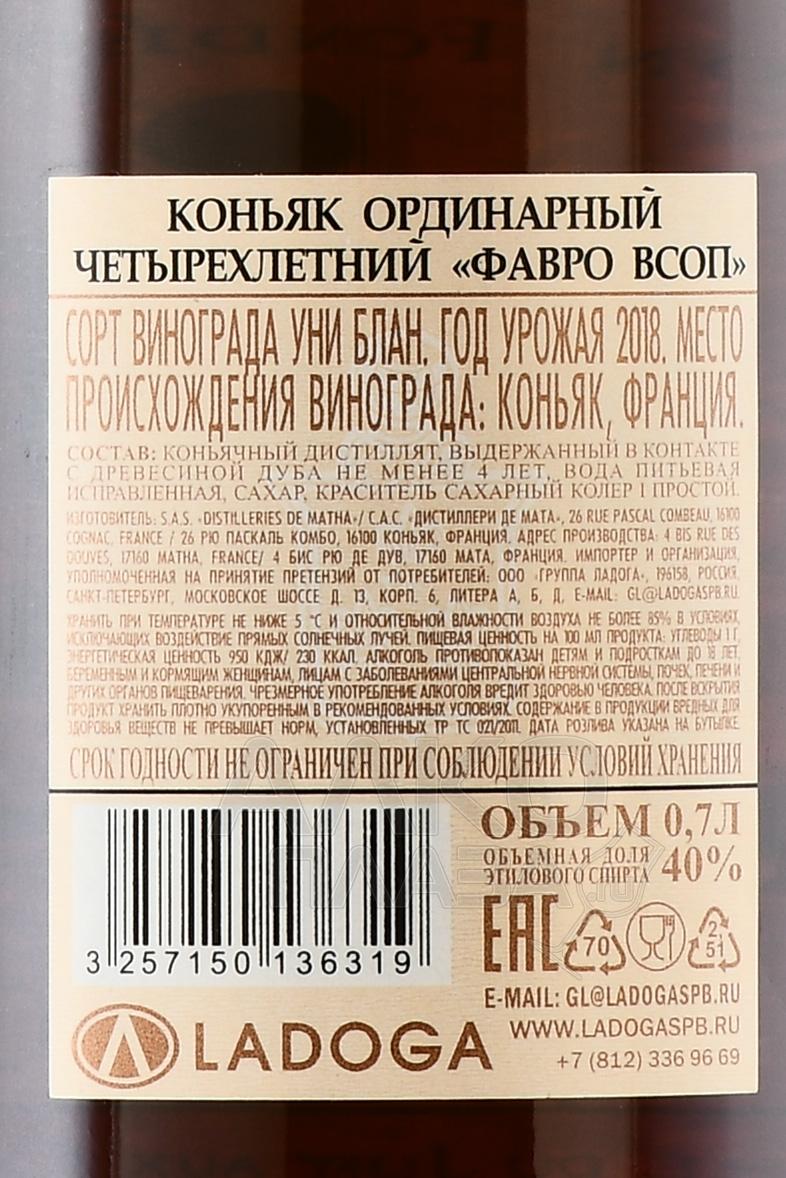 КОНЬЯК ОРДИНАРНЫЙ
ЧЕТЫРЕХЛЕТНИЙ «ФАВРО ВСОП»
СОРТ ВИНОГРАДА УНИ БЛАН. ГОД УРОЖАЯ 2018. МЕСТО
ПРОИСХОЖДЕНИЯ ВИНОГРАДА: КОНЬЯК, ФРАНЦИЯ.
СОСТАВ: КОНЬЯЧНЫЙ ДИСТИЛЛЯТ, ВЫДЕРЖАННЫЙ В КОНТАКТЕ
С ДРЕВЕСИНОЙ ДУБА НЕ МЕНЕЕ 4 ЛЕТ, ВОДА ПИТЬЕВАЯ
ИСПРАВЛЕННАЯ, САХАР, КРАСИТЕЛЬ САХАРНЫЙ КОЛЕР I ПРОСТОЙ.
ИЗГОТОВИТЕЛЬ: S.A.S. «DISTILLERIES DE MATHA»/ С.А.С. «ДИСТИЛЛЕРИ ДЕ МАТА», 26 RUE PASCAL COMBEAU, 16100
COGNAC, FRANCE / 26 РЮ ПАСКАЛЬ КОМБО, 16100 КОНЬЯК, ФРАНЦИЯ. АДРЕС ПРОИЗВОДСТВА: 4 BIS RUE DES
DOUVES, 17160 MATHA, FRANCE/ 4 БИС РЮ ДЕ ДУВ, 17160 МАТА, ФРАНЦИЯ. ИМПОРТЕР И ОРГАНИЗАЦИЯ,
УПОЛНОМОЧЕННАЯ НА ПРИНЯТИЕ ПРЕТЕНЗИЙ ОТ ПОТРЕБИТЕЛЕЙ: ООО «ГРУППА ЛАДОГА», 196158, РОССИЯ,
САНКТ-ПЕТЕРБУРГ, МОСКОВСКОЕ ШОССЕ Д. 13, КОРП. 6, ЛИТЕРА А, Б, Д, E-MAIL: GL@LADOGASPB.RU.
ХРАНИТЬ ПРИ ТЕМПЕРАТУРЕ НЕ НИЖЕ 5 °С И ОТНОСИТЕЛЬНОЙ ВЛАЖНОСТИ ВОЗДУХА НЕ БОЛЕЕ 85% В УСЛОВИЯХ,
ИСКЛЮЧАЮЩИХ ВОЗДЕЙСТВИЕ ПРЯМЫХ СОЛНЕЧНЫХ ЛУЧЕЙ. ПИЩЕВАЯ ЦЕННОСТЬ НА 100 МЛ ПРОДУКТА: УГЛЕВОДЫ 1 Г,
ЭНЕРГЕТИЧЕСКАЯ ЦЕННОСТЬ 950 КДЖ/ 230 ККАЛ. АЛКОГОЛЬ ПРОТИВОПОКАЗАН ДЕТЯМ И ПОДРОСТКАМ ДО 18 ЛЕТ,
БЕРЕМЕННЫМ И КОРМЯЩИМ ЖЕНЩИНАМ, ЛИЦАМ С ЗАБОЛЕВАНИЯМИ ЦЕНТРАЛЬНОЙ НЕРВНОЙ СИСТЕМЫ, ПОЧЕК, ПЕЧЕНИ И
ДРУГИХ ОРГАНОВ ПИЩЕВАРЕНИЯ. ЧРЕЗМЕРНОЕ УПОТРЕБЛЕНИЕ АЛКОГОЛЯ ВРЕДИТ ЗДОРОВЬЮ ЧЕЛОВЕКА. ПОСЛЕ ВСКРЫТИЯ
ПРОДУКТ ХРАНИТЬ ПЛОТНО УКУПОРЕННЫМ В РЕКОМЕНДОВАННЫХ УСЛОВИЯХ. СОДЕРЖАНИЕ В ПРОДУКЦИИ ВРЕДНЫХ ДЛЯ
ЗДОРОВЬЯ ВЕЩЕСТВ НЕ ПРЕВЫШАЕТ НОРМ, УСТАНОВЛЕННЫХ ТР ТС 021/2011. ДАТА РОЗЛИВА УКАЗАНА НА БУТЫЛКЕ.
СРОК ГОДНОСТИ НЕ ОГРАНИЧЕН ПРИ СОБЛЮДЕНИИ УСЛОВИЙ ХРАНЕНИЯ
ОБЪЕМ 0,7Л
ОБЪЕМНАЯ ДОЛЯ
ЭТИЛОВОГО СПИРТА 40%
3 257150 136319
EAC 70 2 51
E-MAIL: GL@LADOGASPB.RU
WWW.LADOGASPB.RU
+7 (812) 336 96 69
LADOGA
АЛКО
ПЛАЗА.ru